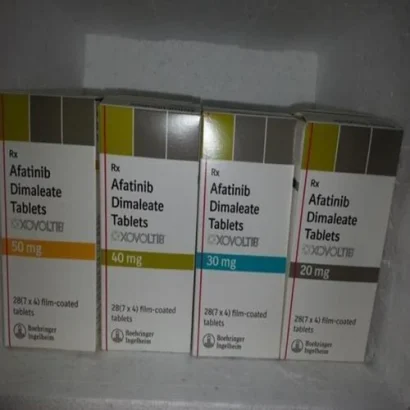 Rx
Afatinib
Dimaleate
Tablets
XOVOLTIB
50 mg
28(7 x 4) film-coated
tablets
Boehringer
Ingelheim
Rx
Afatinib
Dimaleate
Tablets
XOVOLTIB
40 mg
28(7 x 4) film-coated
tablets
Boehringer
Ingelheim
Rx
Afatinib
Dimaleate
Tablets
XOVOLTIB
30 mg
28(7 x 4) film-coated
tablets
Boehringer
Ingelheim
Rx
Afatinib
Dimaleate
Tablets
XOVOLTIB
20 mg
28(7 x 4) film-coated
tablets
Boehringer
Ingelheim